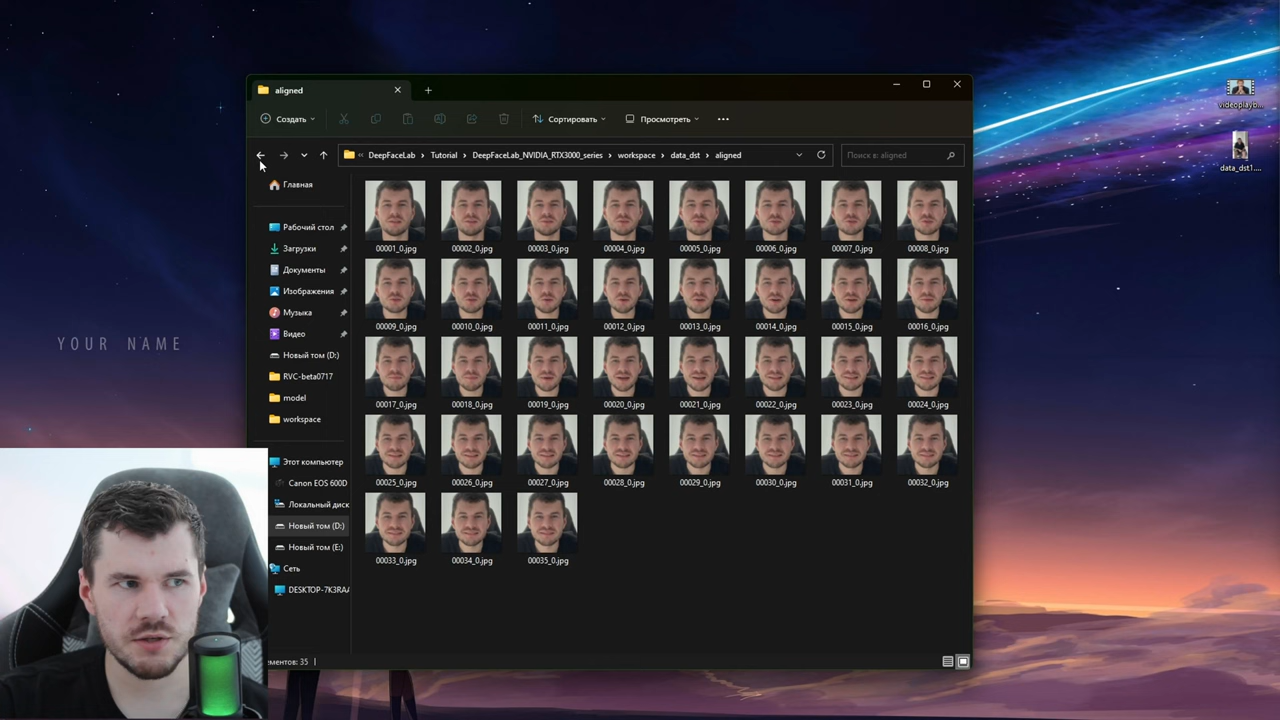 aligned
Создать
Сортировать
Просмотреть
DeepFaceLab
Tutorial
DeepFaceLab_NVIDIA_RTX3000_series
workspace
data_dst
aligned
Поиск в: aligned
Главная
Рабочий стол
Загрузки
Документы
Изображения
Музыка
Видео
Новый том (D:)
RVC-beta0717
model
workspace
Этот компьютер
Canon EOS 600D
Локальный диск
Новый том (D:)
Новый том (E:)
Сеть
DESKTOP-7K3RA
00001_0.jpg 00002_0.jpg 00003_0.jpg 00004_0.jpg 00005_0.jpg 00006_0.jpg 00007_0.jpg 00008_0.jpg
00009_0.jpg 00010_0.jpg 00011_0.jpg 00012_0.jpg 00013_0.jpg 00014_0.jpg 00015_0.jpg 00016_0.jpg
00017_0.jpg 00018_0.jpg 00019_0.jpg 00020_0.jpg 00021_0.jpg 00022_0.jpg 00023_0.jpg 00024_0.jpg
00025_0.jpg 00026_0.jpg 00027_0.jpg 00028_0.jpg 00029_0.jpg 00030_0.jpg 00031_0.jpg 00032_0.jpg
00033_0.jpg 00034_0.jpg 00035_0.jpg
ементов: 35
YOUR NAME
videoplayb...
data_dst1....